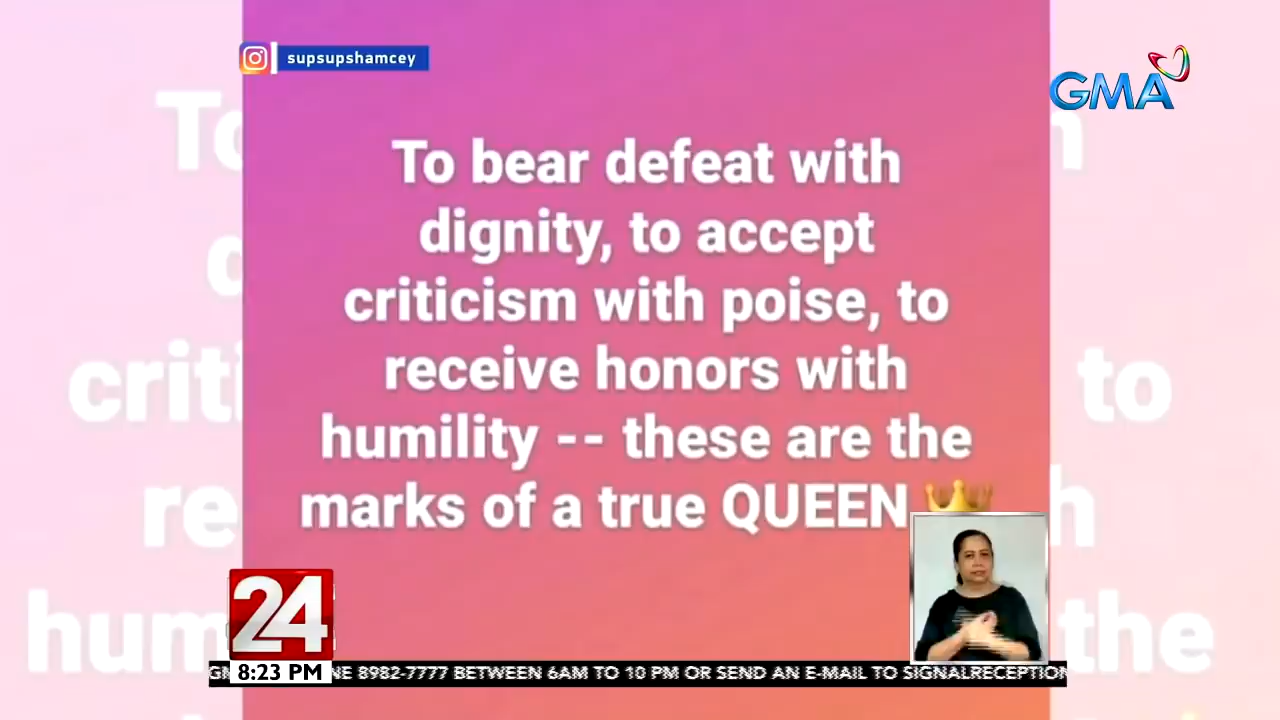 supsupshamcey
GMA
To bear defeat with
dignity, to accept
criticism with poise, to
receive honors with
humility -- these are the
marks of a true QUEEN 👑
24
8:23 PM
NE 8982-7777 BETWEEN 6AM TO 10 PM OR SEND AN E-MAIL TO SIGNALRECEPTION